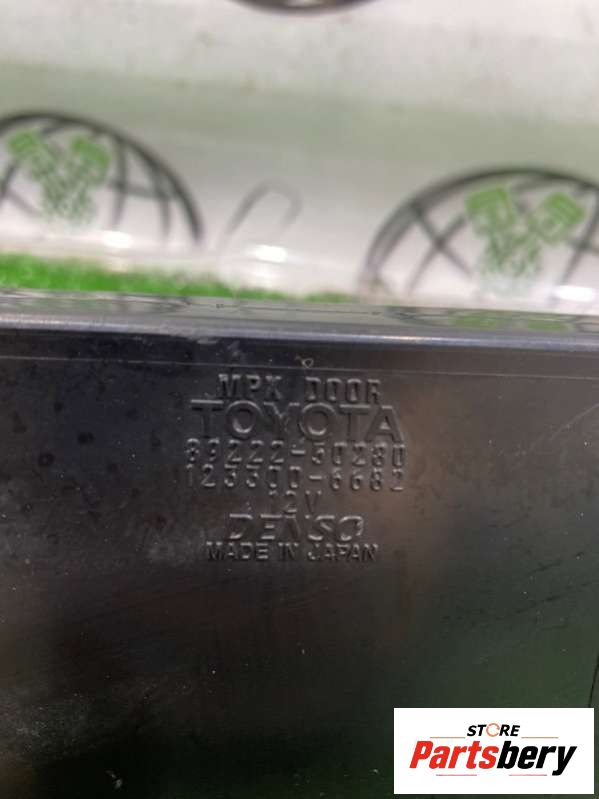 MPX DOOR
TOYOTA
89222-30280
123300-6682
12V
DENSO
MADE IN JAPAN
STORE
Partsbery